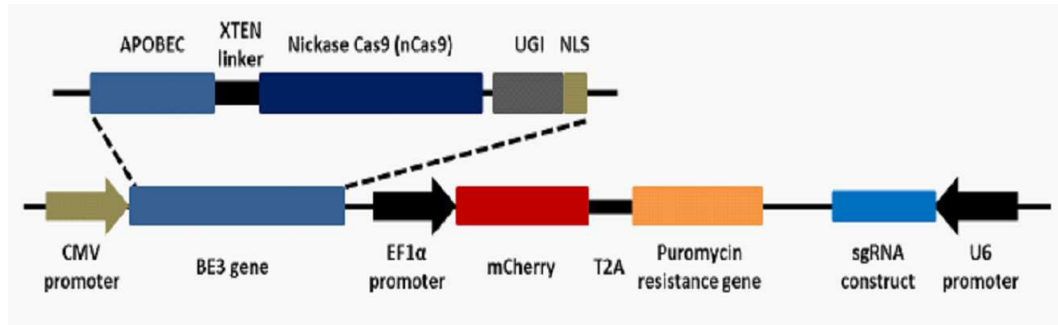 APOBEC
XTEN
linker
Nickase Cas9 (nCas9)
UGI
NLS
CMV
promoter
BE3 gene
EF1α
promoter
mCherry
T2A
Puromycin
resistance gene
sgRNA
construct
U6
promoter